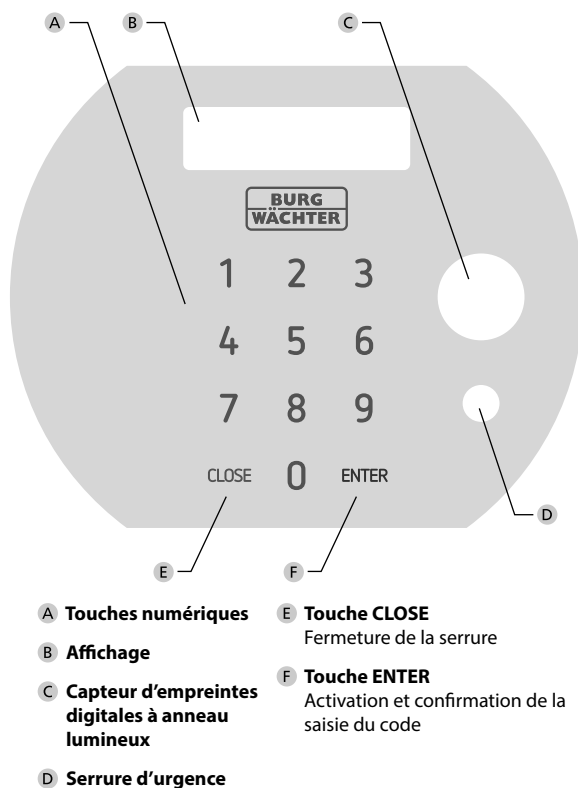 A
B
C
BURG
WÄCHTER
1 2 3
4 5 6
7 8 9
CLOSE 0 ENTER
D
E
F
A Touches numériques
B Affichage
C Capteur d'empreintes
digitales à anneau
lumineux
D Serrure d'urgence
E Touche CLOSE
Fermeture de la serrure
F Touche ENTER
Activation et confirmation de la
saisie du code